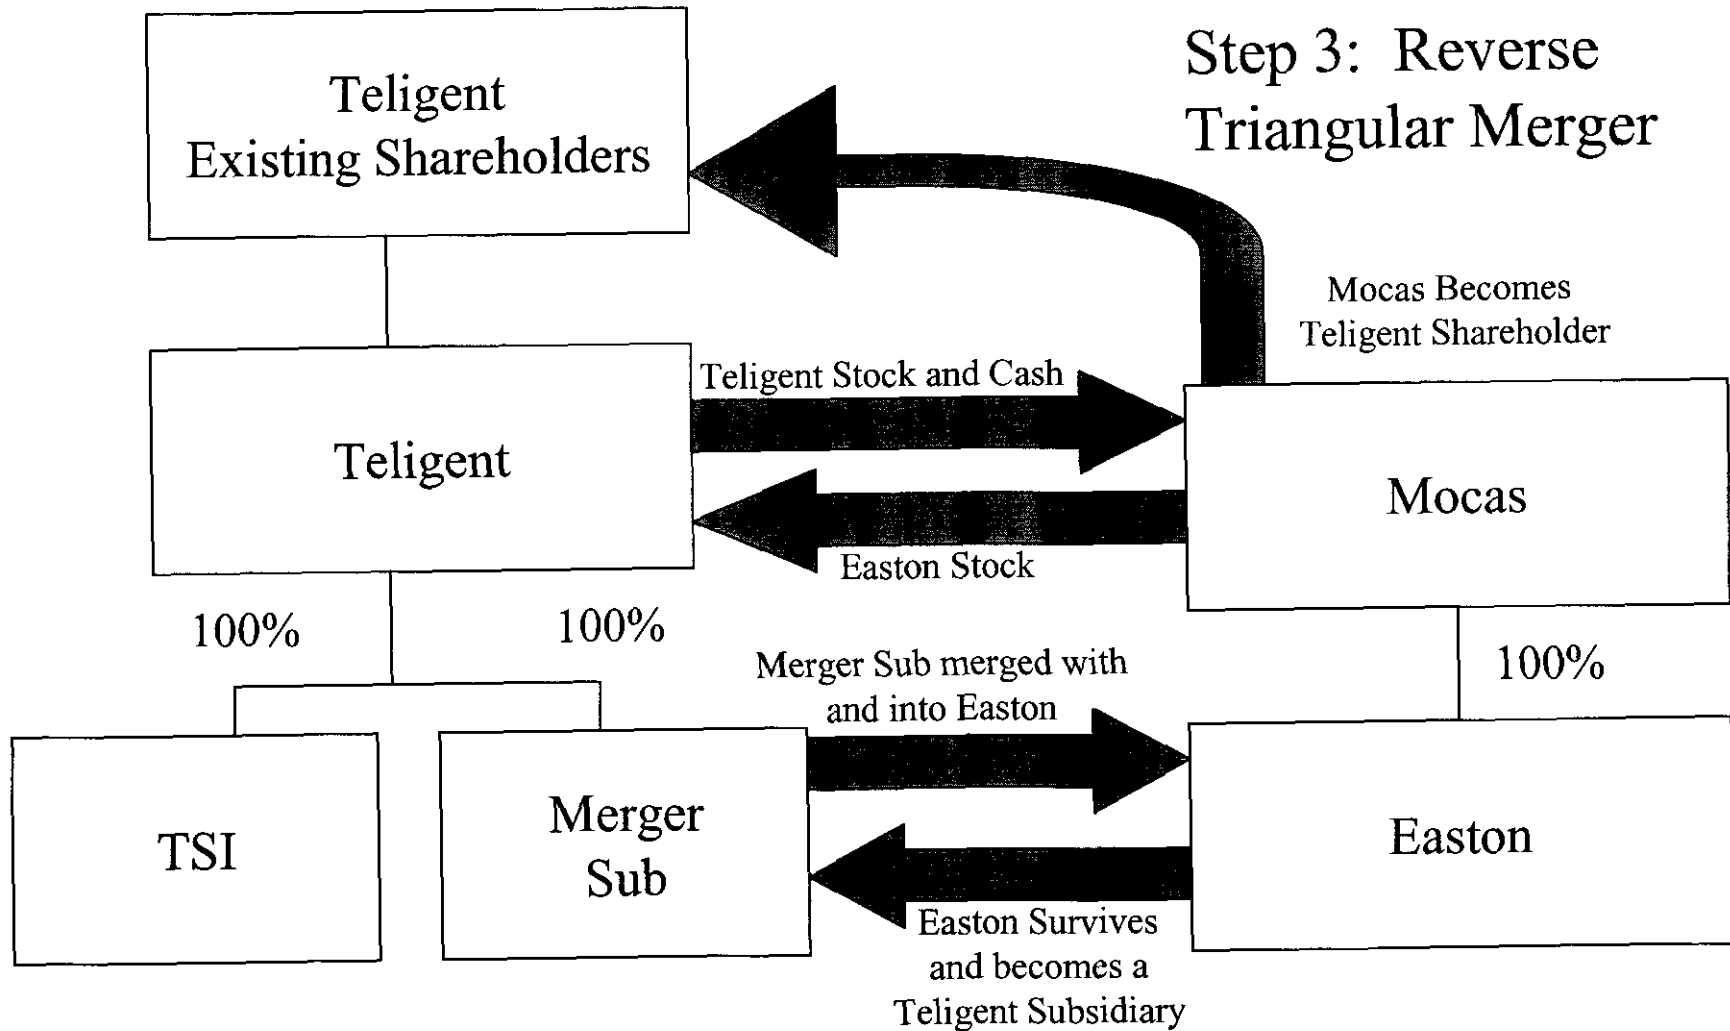 Step 3: Reverse
Triangular Merger
Teligent
Existing Shareholders
Mocas Becomes
Teligent Shareholder
Teligent Stock and Cash
Teligent
Mocas
Easton Stock
100%
100%
100%
Merger Sub merged with
and into Easton
TSI
Merger
Sub
Easton
Easton Survives
and becomes a
Teligent Subsidiary